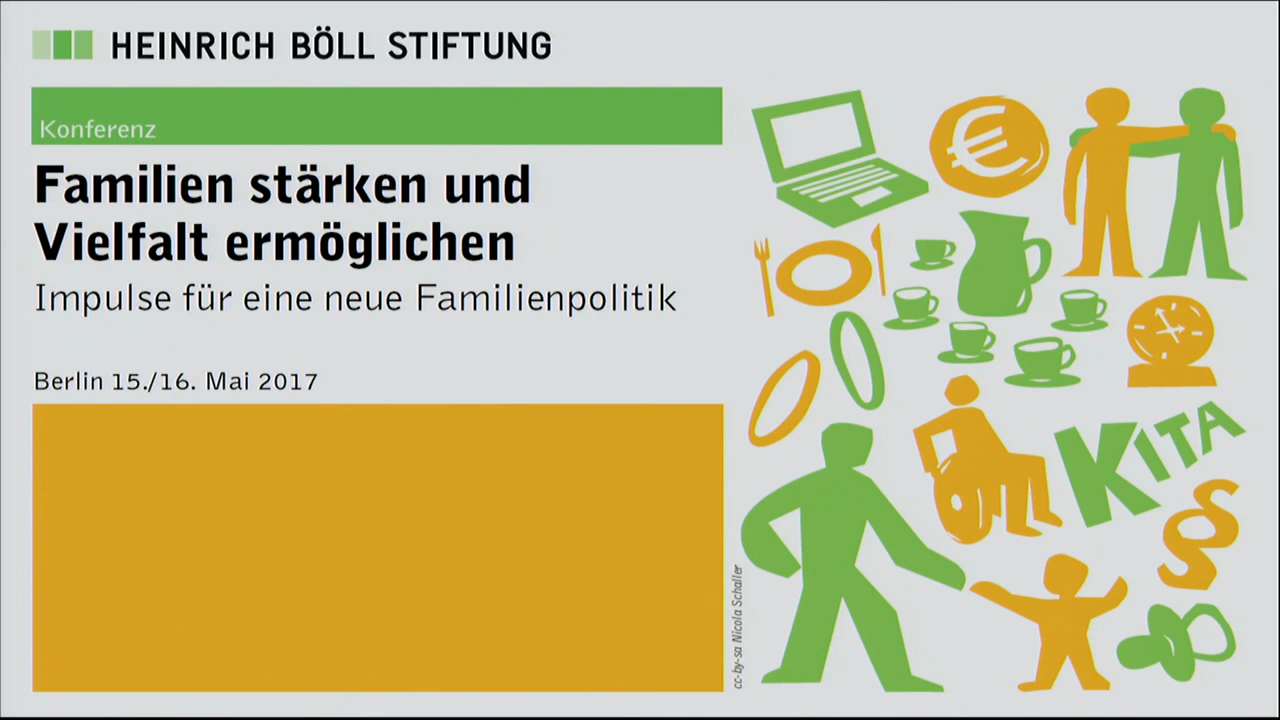 HEINRICH BÖLL STIFTUNG
Konferenz
Familien stärken und
Vielfalt ermöglichen
Impulse für eine neue Familienpolitik
Berlin 15./16. Mai 2017
€
KITA
§
cc-by-sa Nicola Schaller